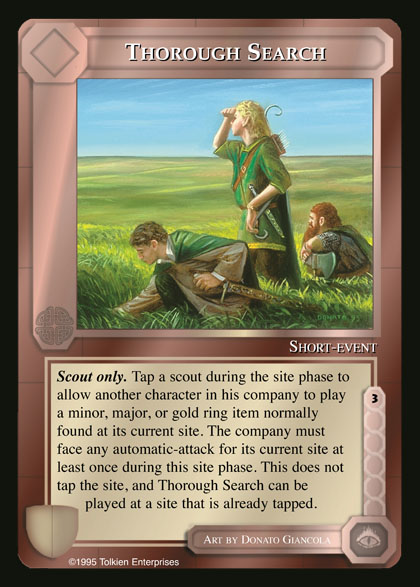 Thorough Search
DONATO 95
Short-event
Scout only. Tap a scout during the site phase to
allow another character in his company to play
a minor, major, or gold ring item normally
found at its current site. The company must
face any automatic-attack for its current site at
least once during this site phase. This does not
tap the site, and Thorough Search can be
played at a site that is already tapped.
3
Art by Donato Giancola
©1995 Tolkien Enterprises